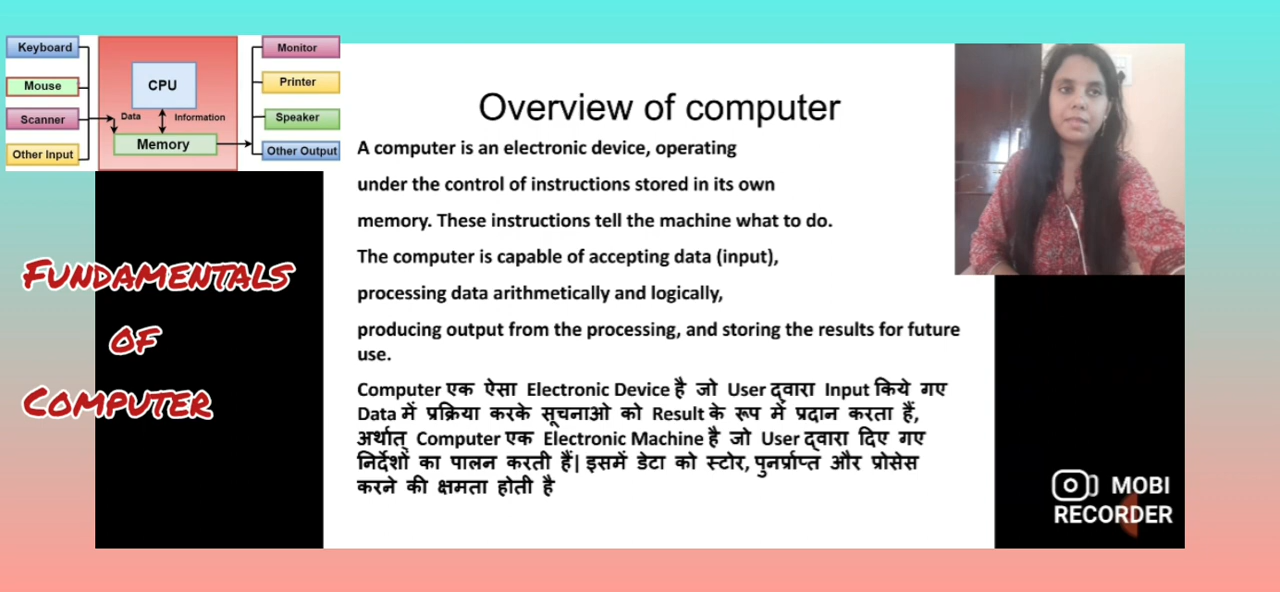 Keyboard
Mouse
Scanner
Other Input
CPU
Data
Information
Memory
Monitor
Printer
Speaker
Other Output
FUNDAMENTALS
OF
COMPUTER
Overview of computer
A computer is an electronic device, operating
under the control of instructions stored in its own
memory. These instructions tell the machine what to do.
The computer is capable of accepting data (input),
processing data arithmetically and logically,
producing output from the processing, and storing the results for future
use.
Computer एक ऐसा Electronic Device है जो User द्वारा Input किये गए
Data में प्रक्रिया करके सूचनाओ को Result के रूप में प्रदान करता हैं,
अर्थात् Computer एक Electronic Machine है जो User द्वारा दिए गए
निर्देशों का पालन करती हैं| इसमें डेटा को स्टोर, पुनर्प्राप्त और प्रोसेस
करने की क्षमता होती है
MOBI
RECORDER